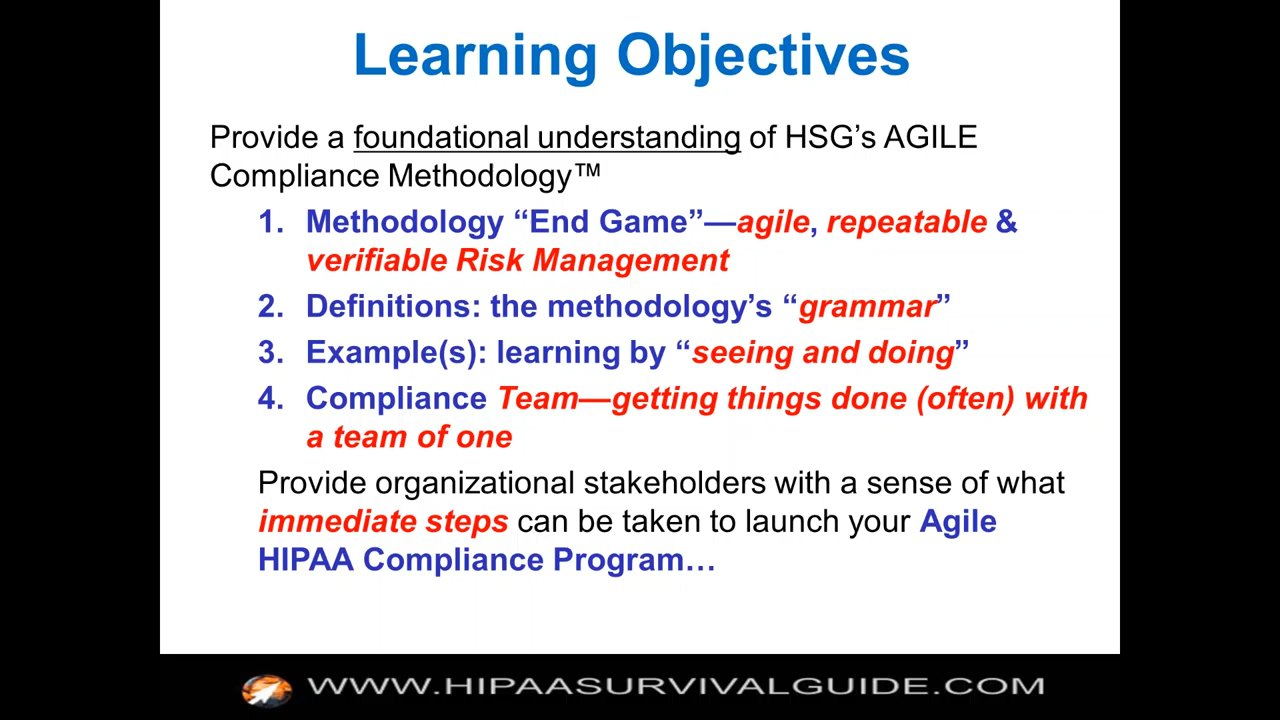 Learning Objectives
Provide a foundational understanding of HSG’s AGILE
Compliance Methodology™
1. Methodology “End Game”—agile, repeatable &
verifiable Risk Management
2. Definitions: the methodology’s “grammar”
3. Example(s): learning by “seeing and doing”
4. Compliance Team—getting things done (often) with
a team of one
Provide organizational stakeholders with a sense of what
immediate steps can be taken to launch your Agile
HIPAA Compliance Program…
WWW.HIPAASURVIVALGUIDE.COM